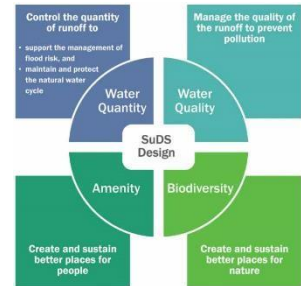 Control the quantity
of runoff to
• support the management of
flood risk, and
• maintain and protect
the natural water
cycle
Manage the quality of
the runoff to prevent
pollution
Water
Quantity
Water
Quality
SuDS
Design
Amenity
Biodiversity
Create and sustain
better places for
people
Create and sustain
better places for
nature